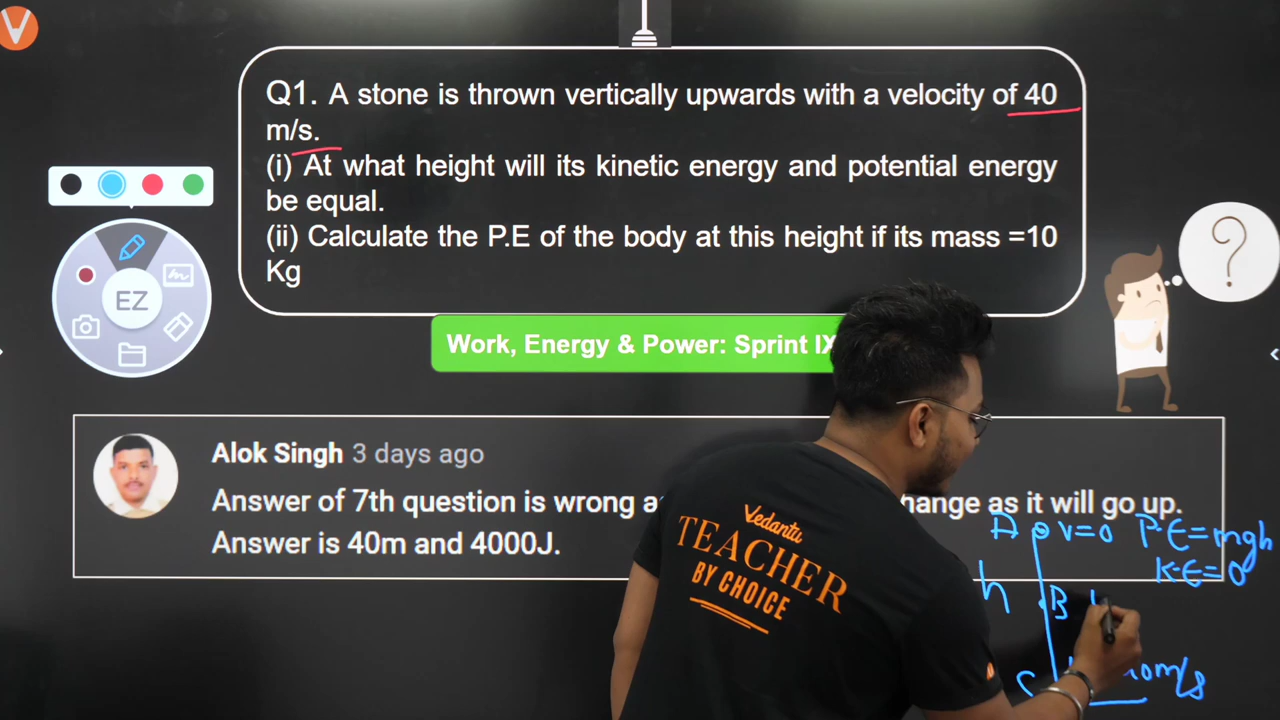 Q1. A stone is thrown vertically upwards with a velocity of 40
m/s.
(i) At what height will its kinetic energy and potential energy
be equal.
(ii) Calculate the P.E of the body at this height if its mass =10
Kg
EZ
?
Work, Energy & Power: Sprint IX
Alok Singh 3 days ago
Answer of 7th question is wrong a
hange as it will go up.
Answer is 40m and 4000J.
Vedantu
TEACHER
BY CHOICE
A v=0 P.E=mgh
K.E=0
h
B
C
m/s